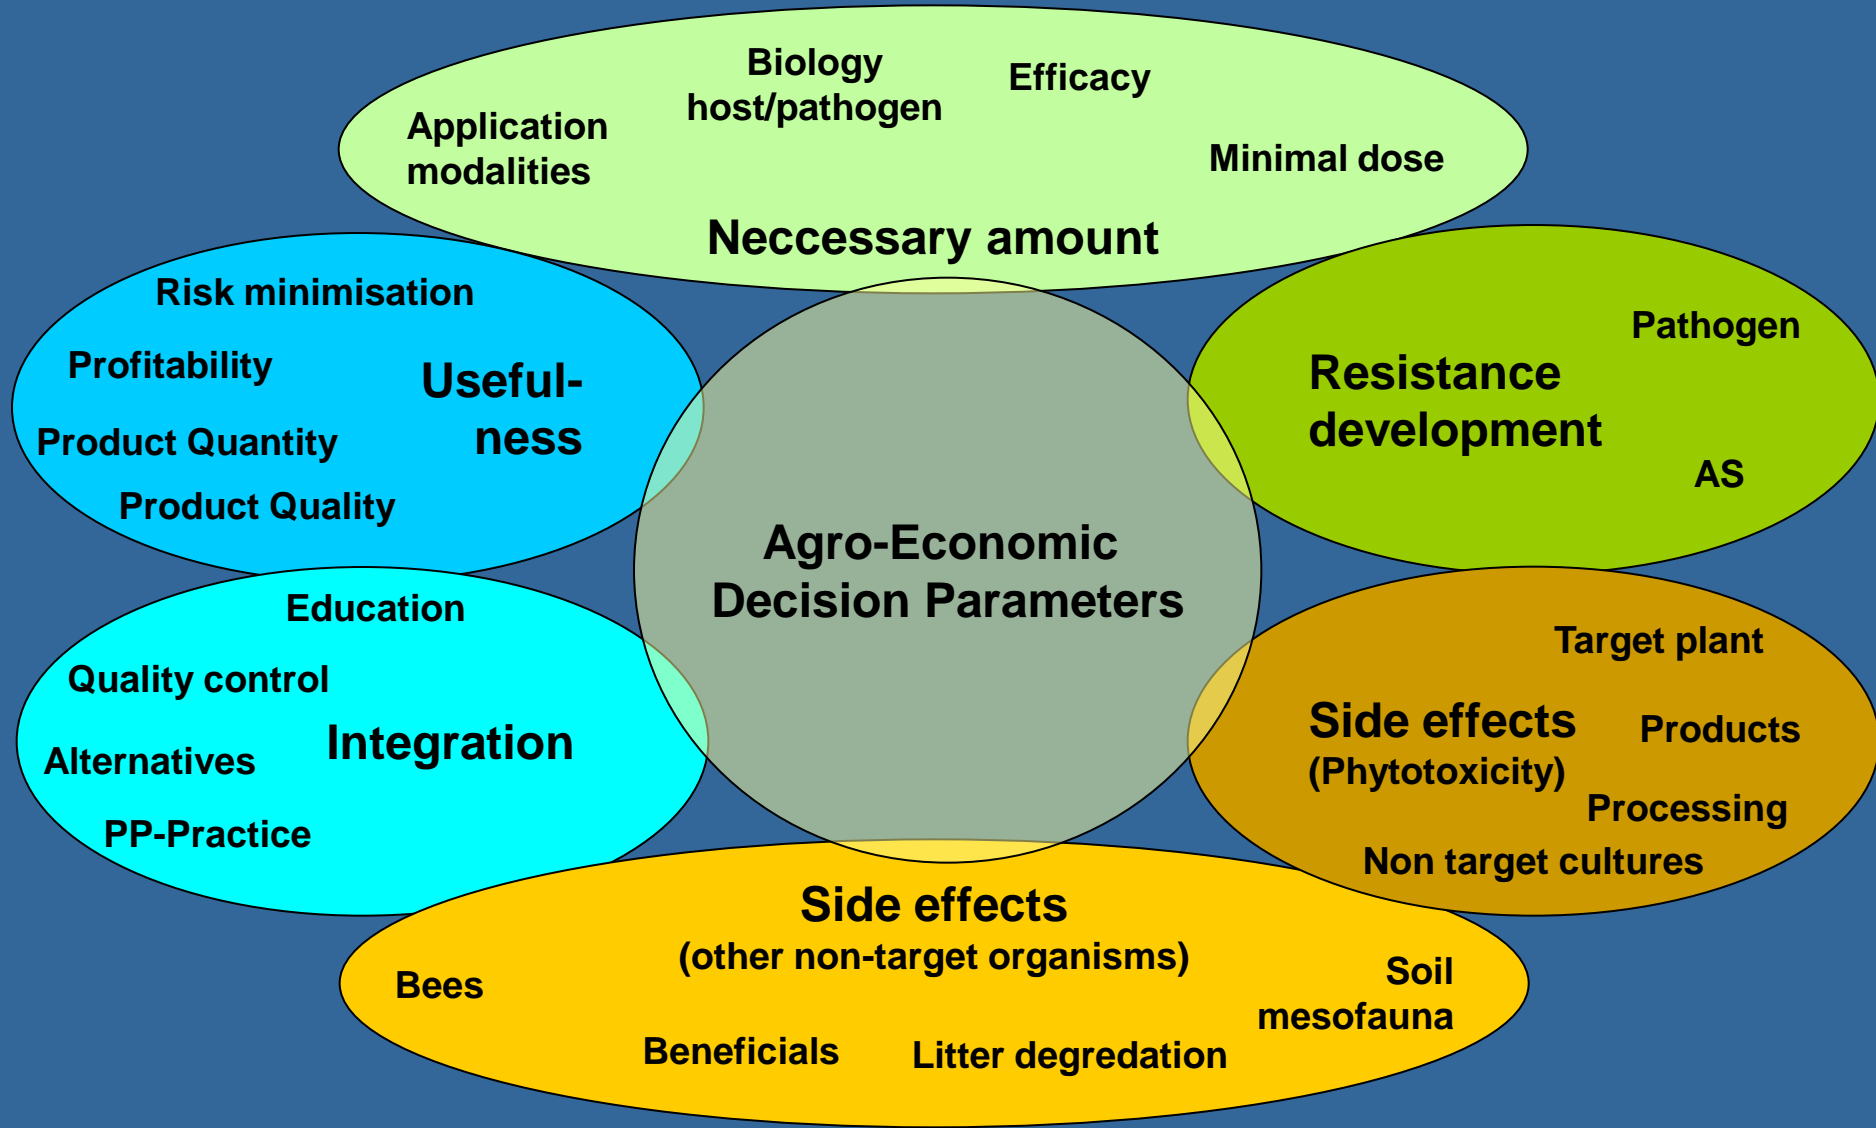 Biology
host/pathogen
Efficacy
Application
modalities
Minimal dose
Neccessary amount
Risk minimisation
Profitability
Useful-
ness
Product Quantity
Product Quality
Pathogen
Resistance
development
AS
Agro-Economic
Decision Parameters
Education
Quality control
Integration
Alternatives
PP-Practice
Target plant
Side effects
(Phytotoxicity)
Products
Processing
Non target cultures
Side effects
(other non-target organisms)
Bees
Soil
mesofauna
Beneficials
Litter degredation